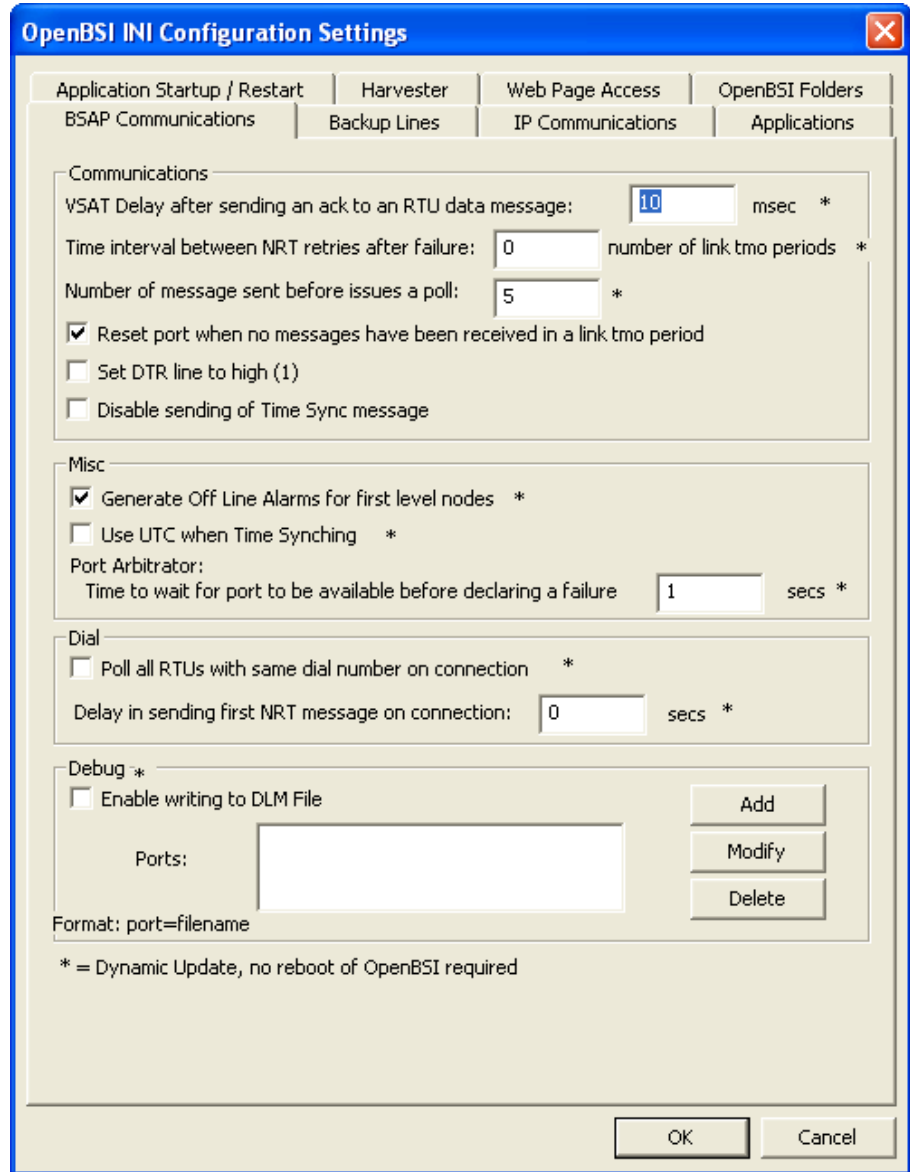 OpenBSI INI Configuration Settings
Application Startup / Restart Harvester Web Page Access OpenBSI Folders
BSAP Communications Backup Lines IP Communications Applications
Communications
VSAT Delay after sending an ack to an RTU data message: 10 msec *
Time interval between NRT retries after failure: 0 number of link tmo periods *
Number of message sent before issues a poll: 5 *
Reset port when no messages have been received in a link tmo period
Set DTR line to high (1)
Disable sending of Time Sync message
Misc
Generate Off Line Alarms for first level nodes *
Use UTC when Time Synching *
Port Arbitrator:
Time to wait for port to be available before declaring a failure 1 secs *
Dial
Poll all RTUs with same dial number on connection *
Delay in sending first NRT message on connection: 0 secs *
Debug *
Enable writing to DLM File
Add
Ports:
Modify
Delete
Format: port=filename
* = Dynamic Update, no reboot of OpenBSI required
OK Cancel